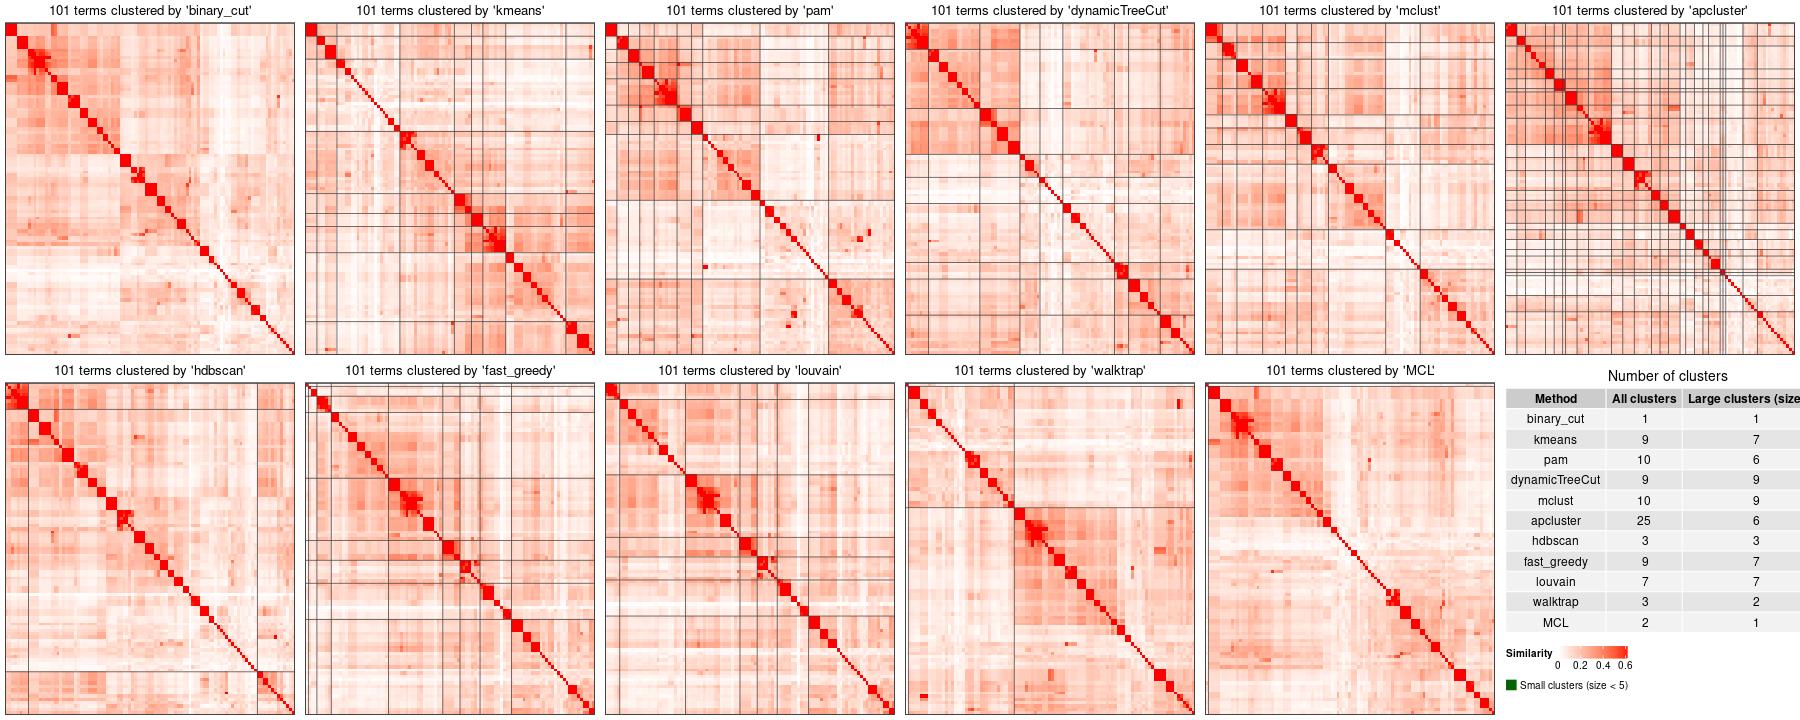 101 terms clustered by 'binary_cut'
101 terms clustered by 'kmeans'
101 terms clustered by 'pam'
101 terms clustered by 'dynamicTreeCut'
101 terms clustered by 'mclust'
101 terms clustered by 'apcluster'
101 terms clustered by 'hdbscan'
101 terms clustered by 'fast_greedy'
101 terms clustered by 'louvain'
101 terms clustered by 'walktrap'
101 terms clustered by 'MCL'
Number of clusters
Method All clusters Large clusters (size
binary_cut 1 1
kmeans 9 7
pam 10 6
dynamicTreeCut 9 9
mclust 10 9
apcluster 25 6
hdbscan 3 3
fast_greedy 9 7
louvain 7 7
walktrap 3 2
MCL 2 1
Similarity
0 0.2 0.4 0.6
Small clusters (size < 5)